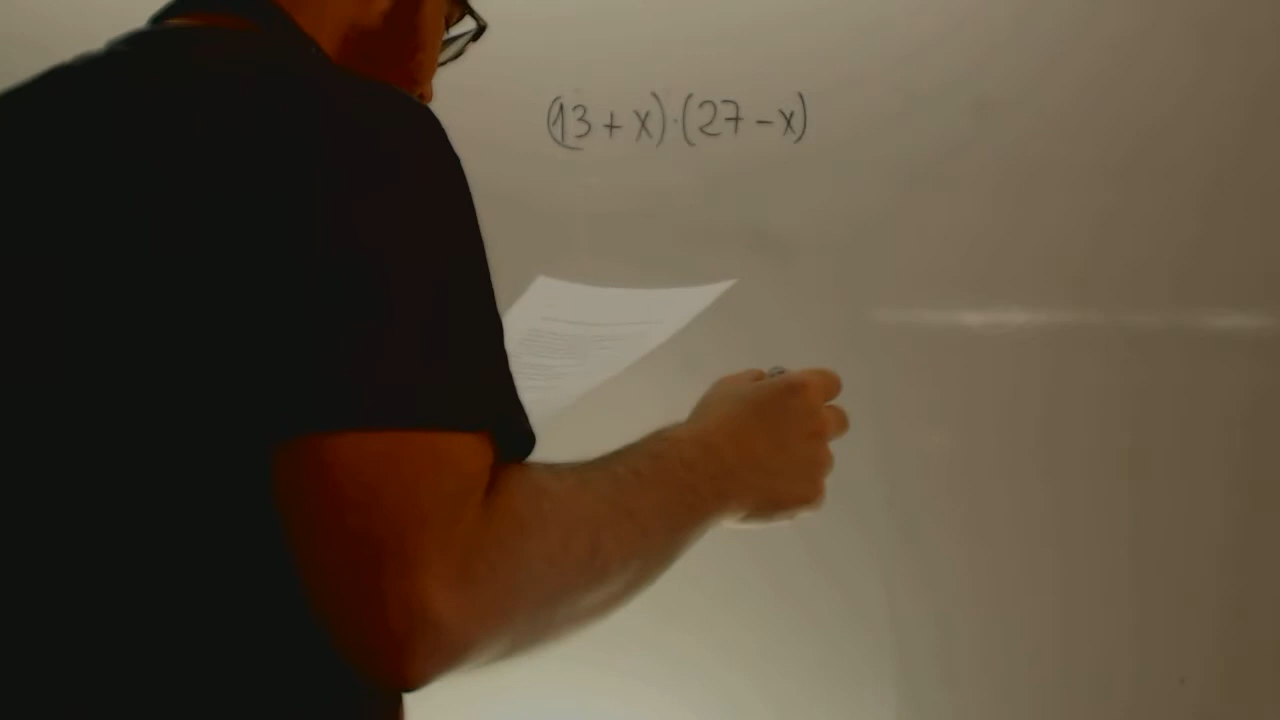 (13 + x)·(27 - x)